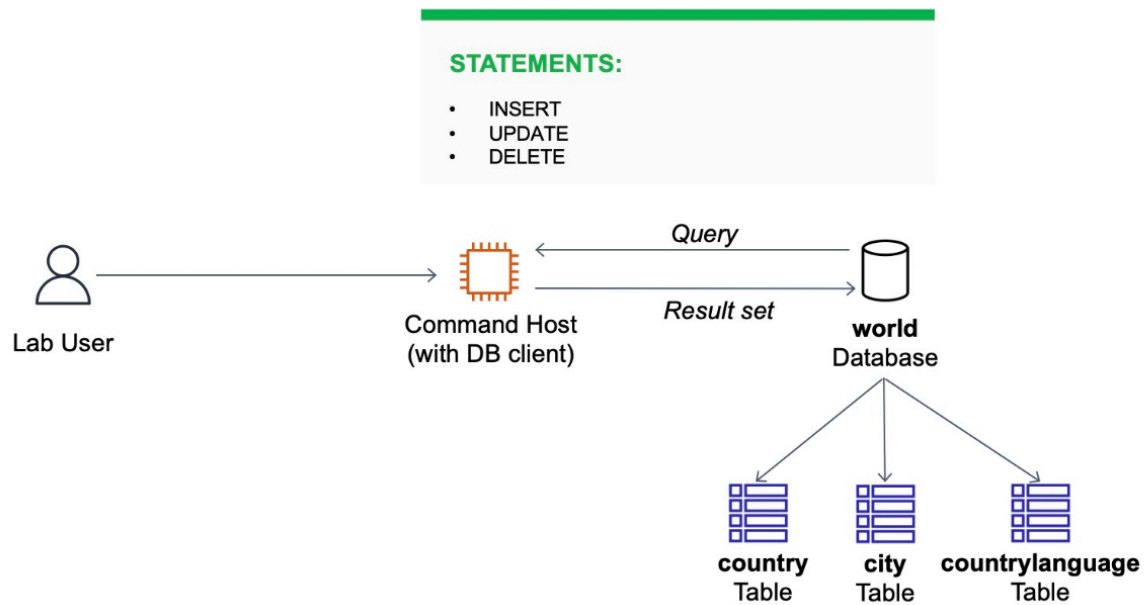 STATEMENTS:
• INSERT
• UPDATE
• DELETE
Query
Result set
Lab User
Command Host
(with DB client)
world
Database
country
Table
city
Table
countrylanguage
Table